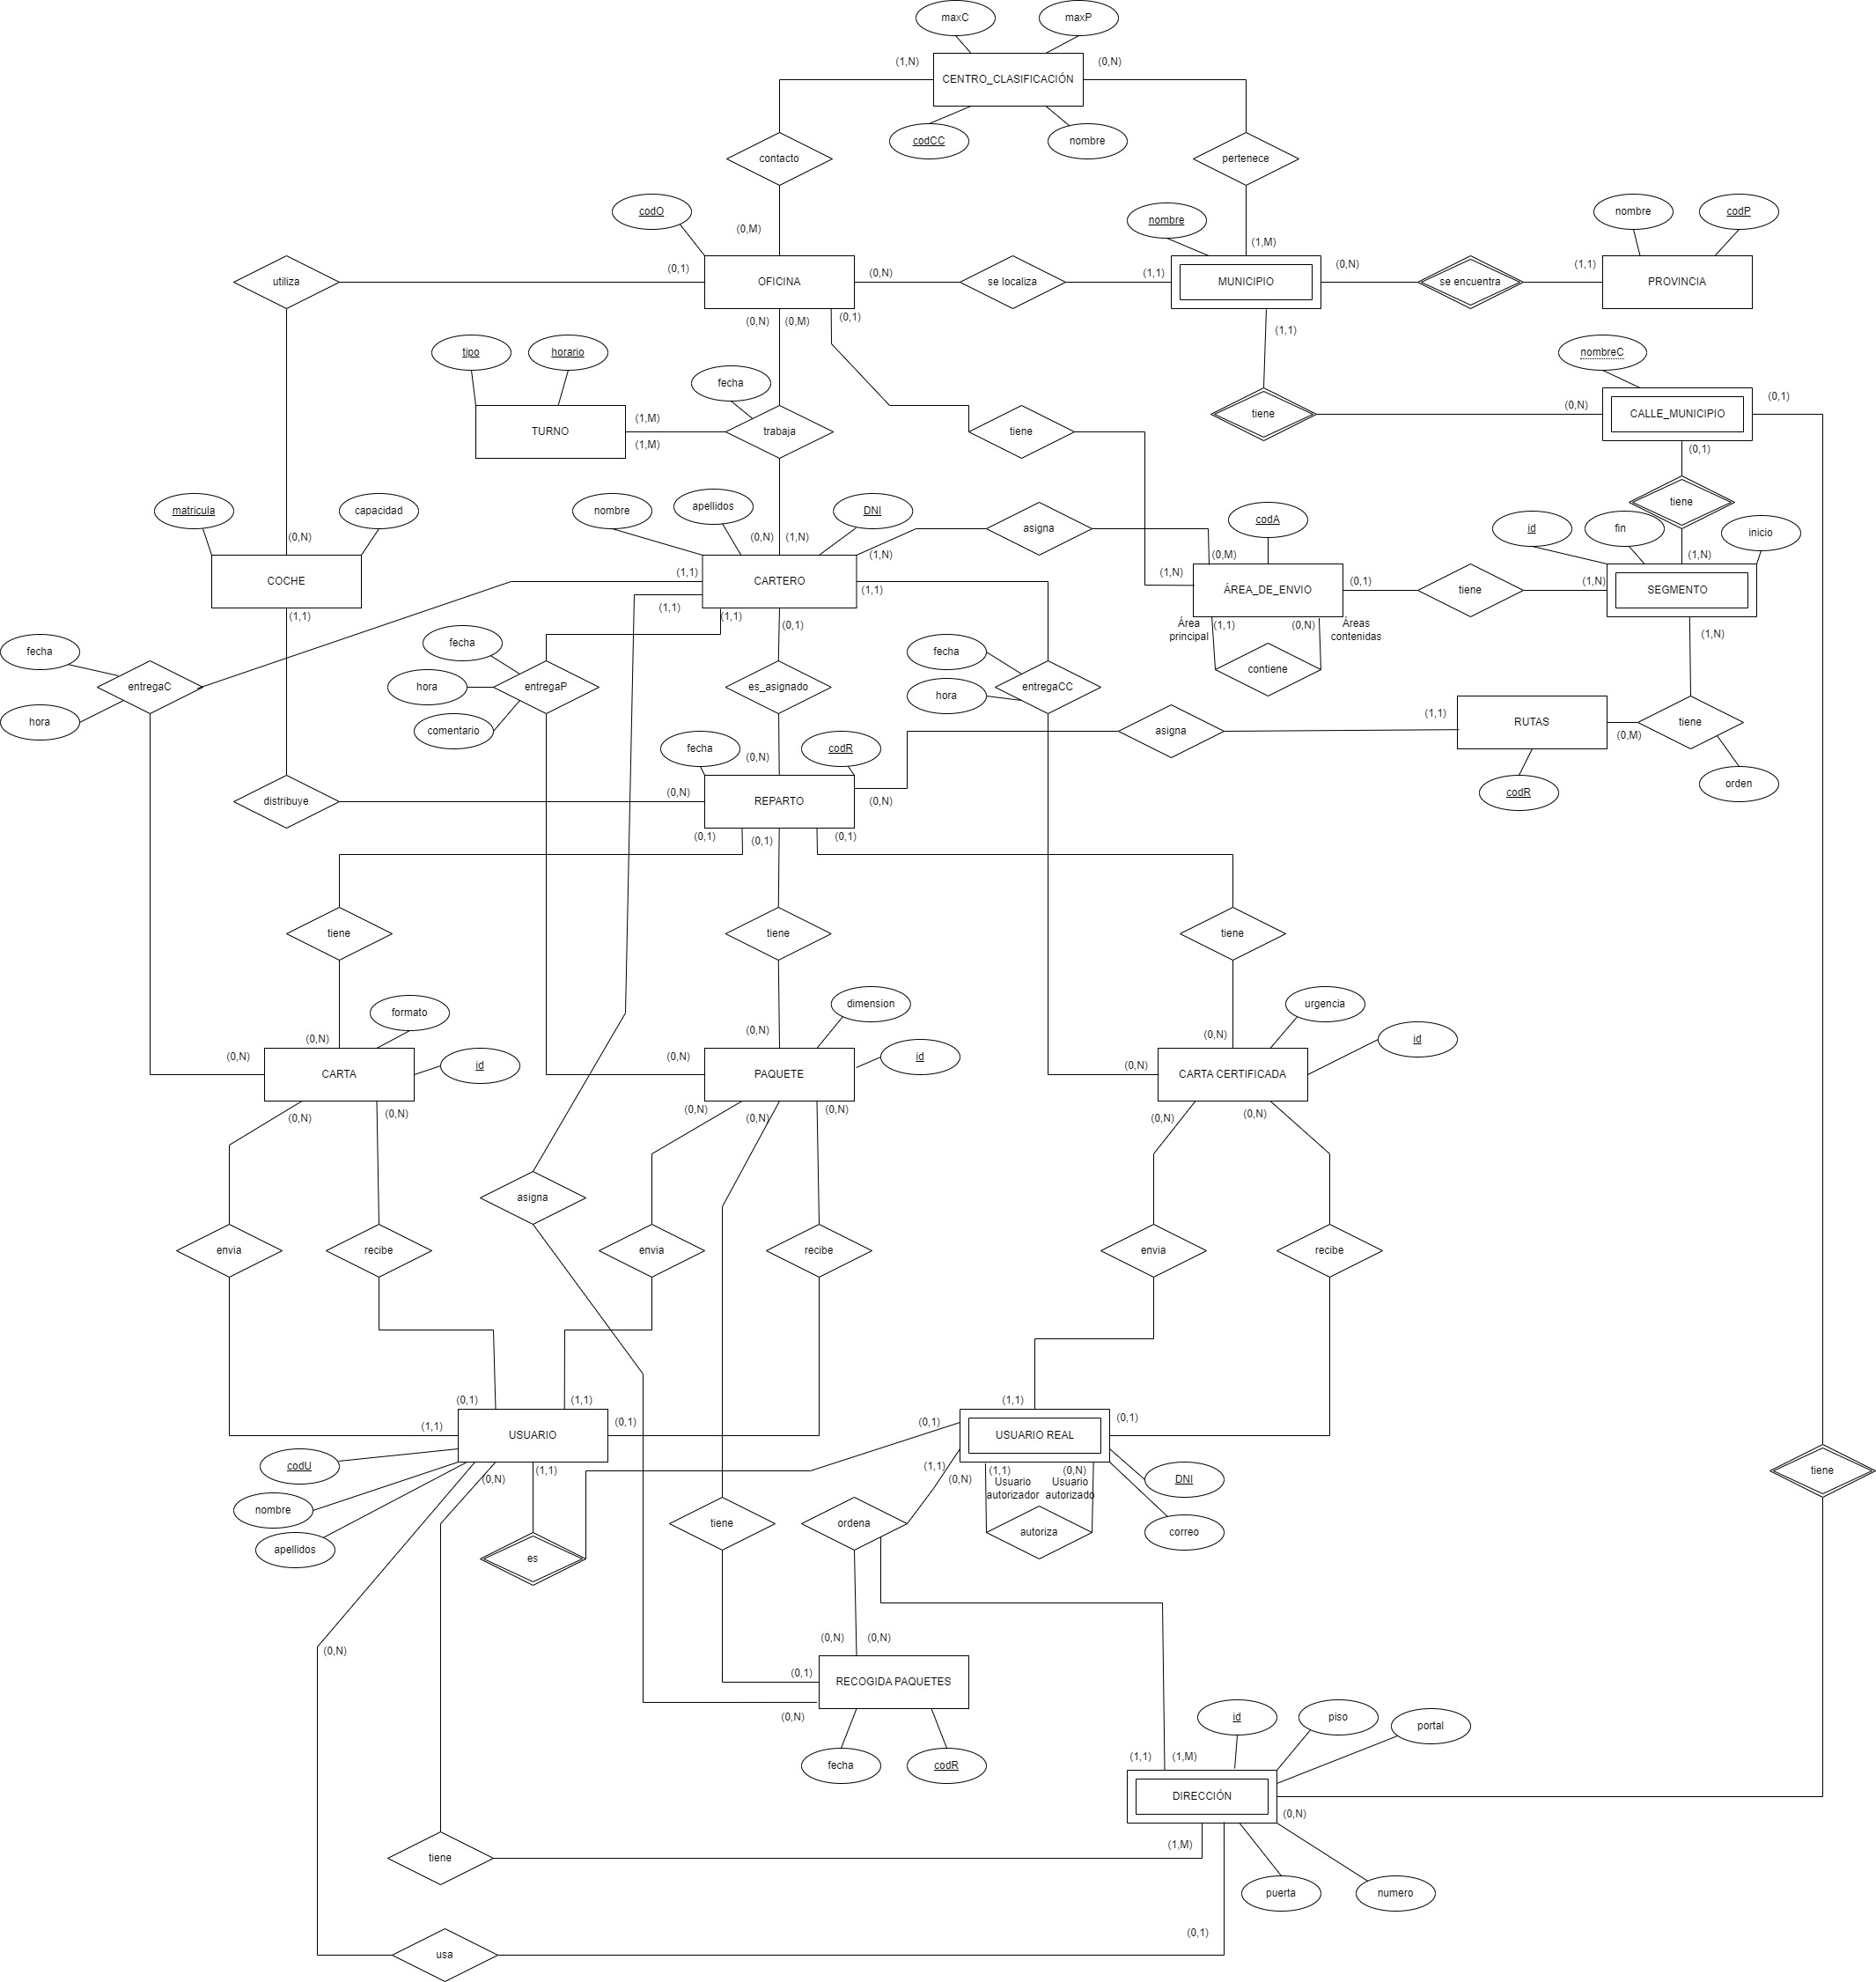 maxC
maxP
(1,N)
CENTRO_CLASIFICACIÓN
(0,N)
codCC
nombre
contacto
pertenece
codO
(0,M)
nombre
(1,M)
nombre
codP
utiliza
(0,1)
OFICINA
(0,N)
se localiza
(1,1)
MUNICIPIO
(0,N)
se encuentra
(1,1)
PROVINCIA
(0,N)
(0,M)
(0,1)
(1,1)
tipo
horario
nombreC
fecha
TURNO
(1,M)
(1,M)
trabaja
tiene
tiene
(0,N)
CALLE_MUNICIPIO
(0,1)
(0,1)
matricula
capacidad
nombre
apellidos
DNI
asigna
codA
tiene
id
fin
inicio
(0,N)
(0,N)
(1,N)
(1,N)
(0,M)
(1,N)
(1,N)
COCHE
(1,1)
CARTERO
(1,1)
ÁREA_DE_ENVIO
(0,1)
tiene
(1,N)
SEGMENTO
(1,1)
(1,1)
(1,1)
(0,1)
Área
principal
(1,1)
(0,N)
Áreas
contenidas
(1,N)
fecha
fecha
fecha
contiene
entregaC
hora
entregaP
es_asignado
hora
entregaCC
hora
comentario
asigna
(1,1)
RUTAS
(0,M)
tiene
fecha
codR
(0,N)
codR
orden
distribuye
(0,N)
REPARTO
(0,N)
(0,1)
(0,1)
(0,1)
tiene
tiene
tiene
formato
dimension
urgencia
(0,N)
(0,N)
(0,N)
(0,N)
CARTA
id
(0,N)
PAQUETE
id
(0,N)
CARTA CERTIFICADA
id
(0,N)
(0,N)
(0,N)
(0,N)
(0,N)
(0,N)
(0,N)
asigna
envia
recibe
envia
recibe
envia
recibe
(0,1)
(1,1)
(1,1)
(1,1)
USUARIO
(0,1)
(0,1)
USUARIO REAL
(0,1)
codU
(0,N)
(1,1)
(1,1)
(0,N)
(1,1)
(0,N)
DNI
Usuario
autorizador
Usuario
autorizado
nombre
apellidos
es
tiene
ordena
autoriza
correo
(0,N)
(0,N)
(0,N)
(0,1)
RECOGIDA PAQUETES
(0,N)
fecha
codR
tiene
id
piso
portal
(1,1)
(1,M)
DIRECCIÓN
(0,N)
tiene
(1,M)
puerta
numero
(0,1)
usa